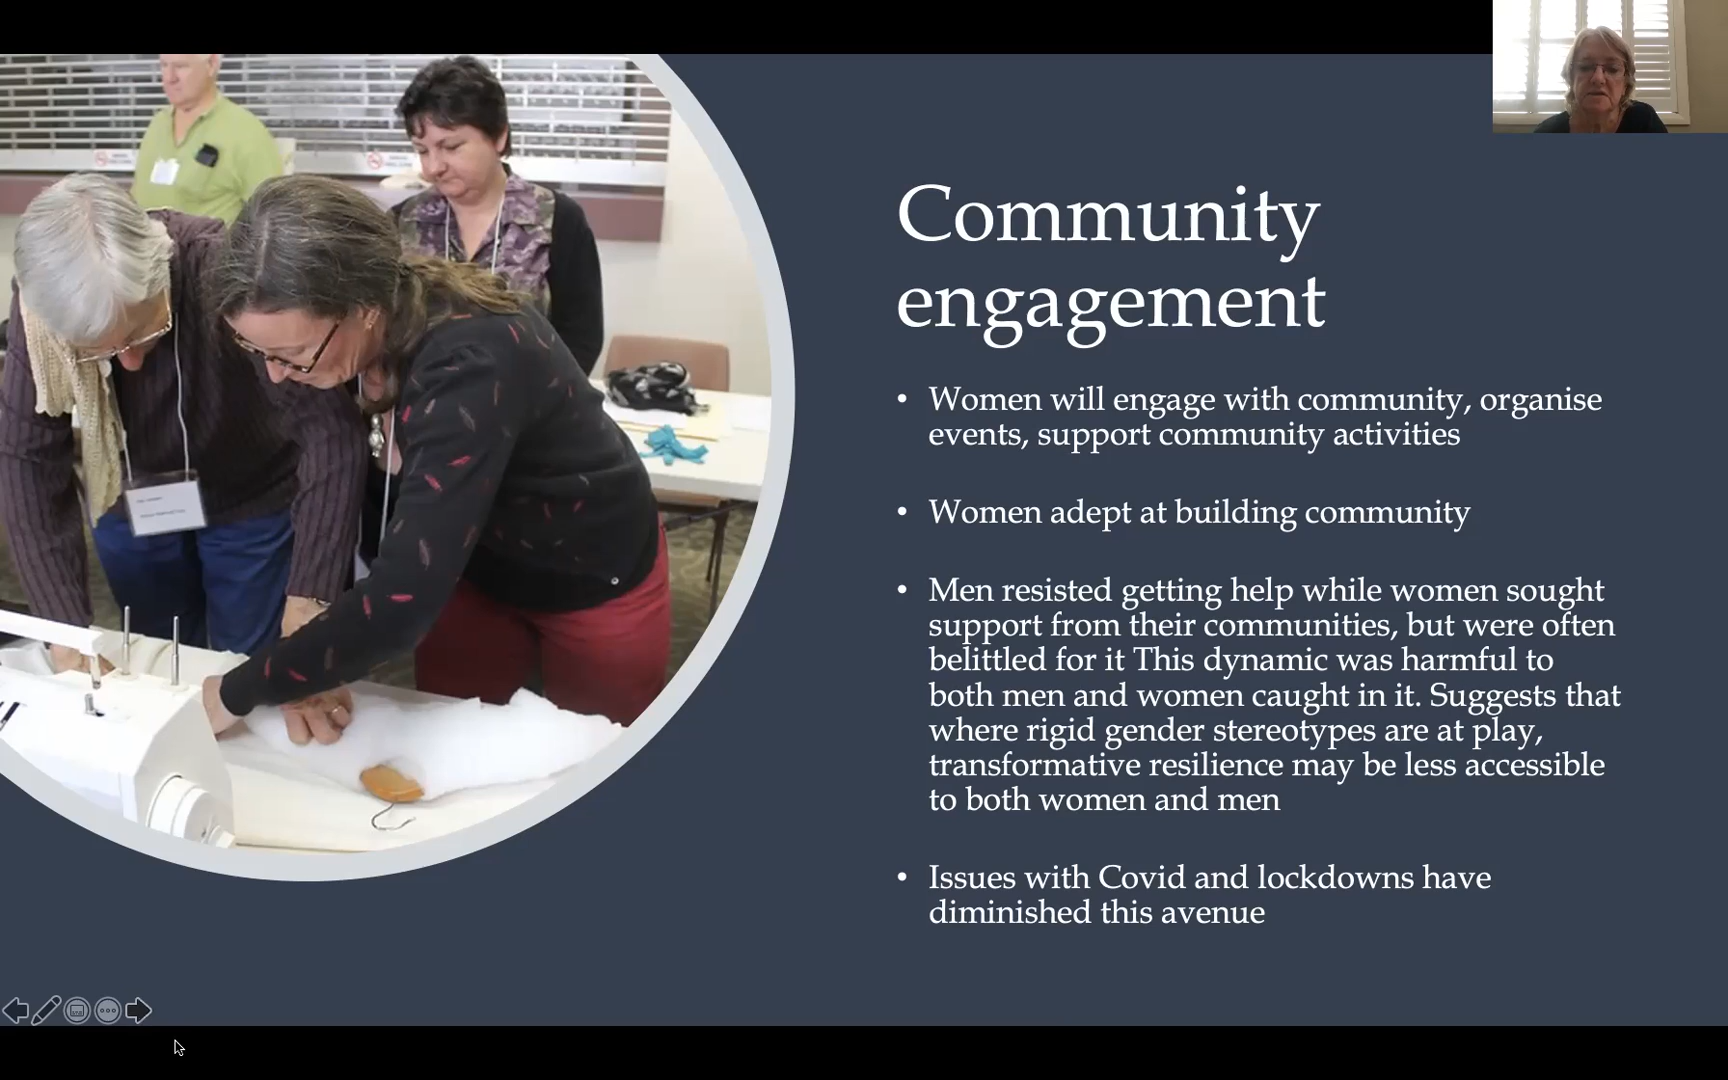 Community
engagement
• Women will engage with community, organise
events, support community activities
• Women adept at building community
• Men resisted getting help while women sought
support from their communities, but were often
belittled for it This dynamic was harmful to
both men and women caught in it. Suggests that
where rigid gender stereotypes are at play,
transformative resilience may be less accessible
to both women and men
• Issues with Covid and lockdowns have
diminished this avenue